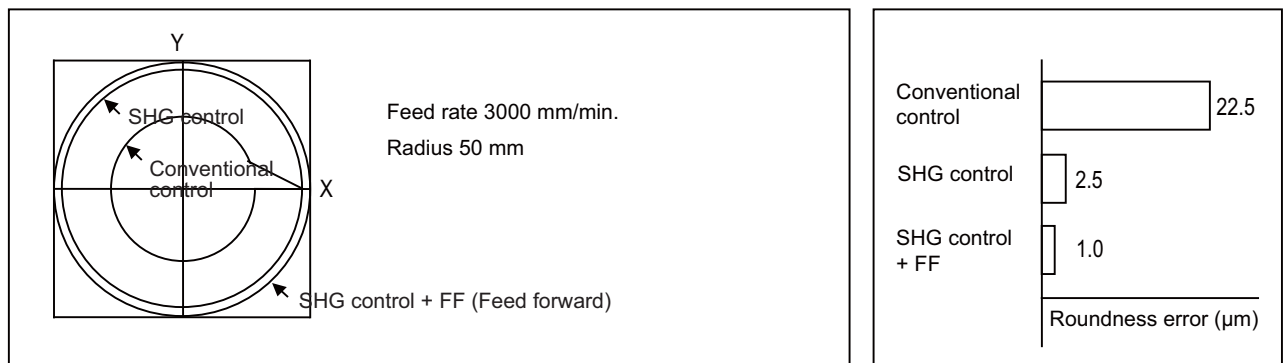 Y
SHG control
Conventional
control
X
SHG control + FF (Feed forward)
Feed rate 3000 mm/min.
Radius 50 mm
Conventional
control
22.5
SHG control
2.5
SHG control
+ FF
1.0
Roundness error (μm)